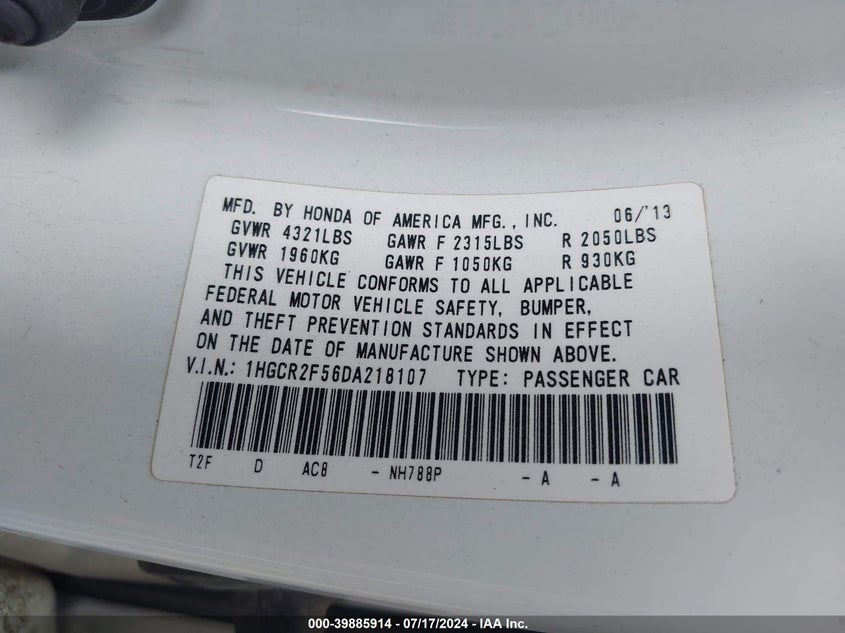 MFD. BY HONDA OF AMERICA MFG., INC. 06/'13
GVWR 4321LBS GAWR F 2315LBS R 2050LBS
GVWR 1960KG GAWR F 1050KG R 930KG
THIS VEHICLE CONFORMS TO ALL APPLICABLE
FEDERAL MOTOR VEHICLE SAFETY, BUMPER,
AND THEFT PREVENTION STANDARDS IN EFFECT
ON THE DATE OF MANUFACTURE SHOWN ABOVE.
V.I.N.: 1HGCR2F56DA218107 TYPE: PASSENGER CAR
T2F D AC8 - NH788P - A - A
000-39885914 - 07/17/2024 - IAA Inc.